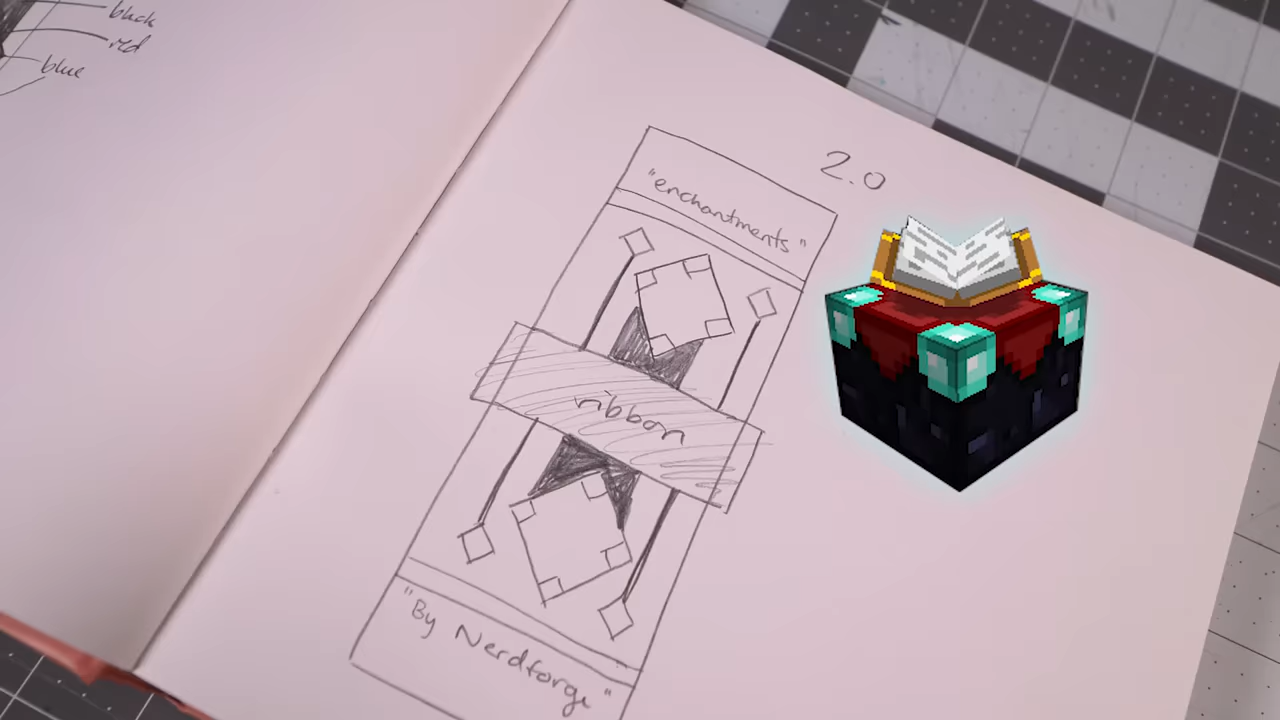 black
red
blue
2.0
"enchantments"
ribbon
"By Nerdforge"